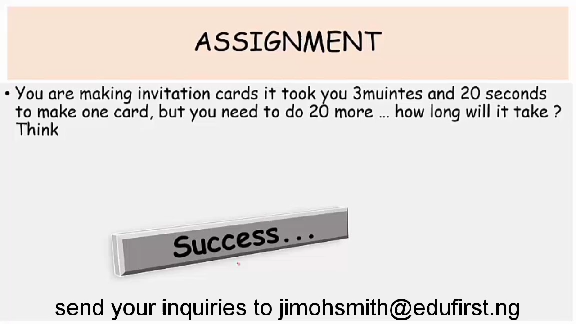 ASSIGNMENT
• You are making invitation cards it took you 3muintes and 20 seconds
to make one card, but you need to do 20 more ... how long will it take ?
Think
Success...
send your inquiries to jimohsmith@edufirst.ng